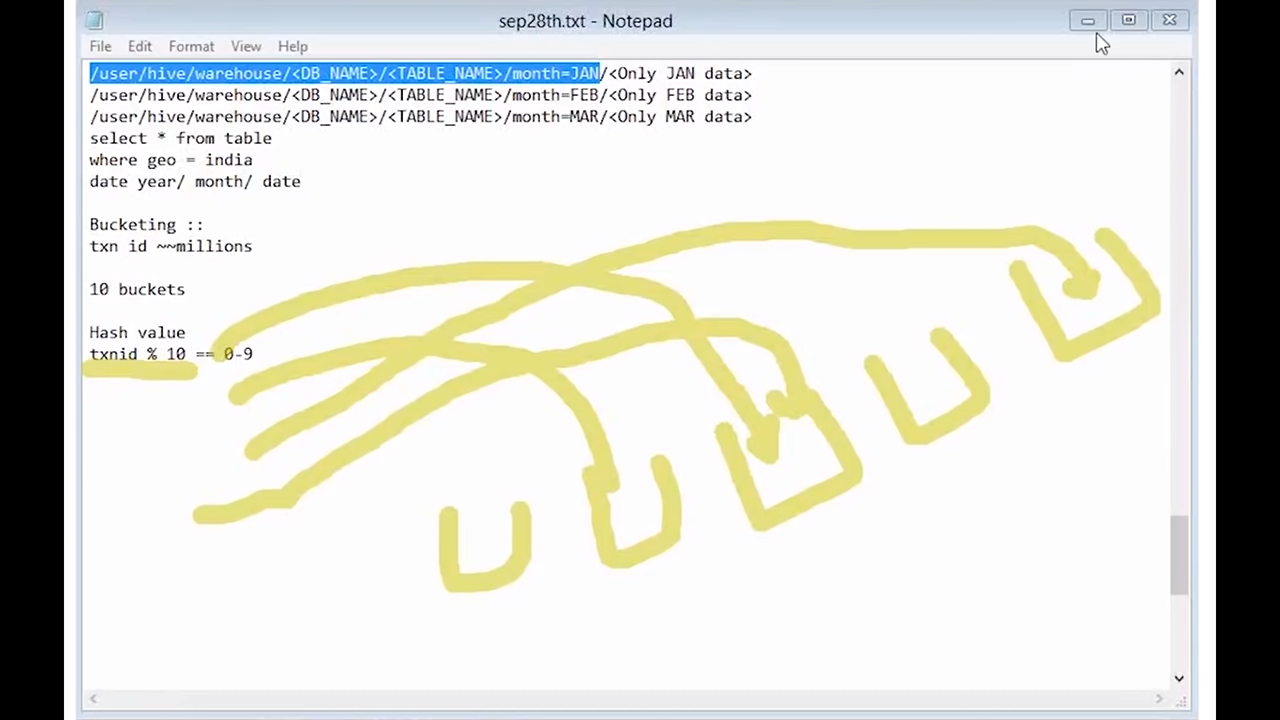 sep28th.txt - Notepad
File Edit Format View Help
/user/hive/warehouse/<DB_NAME>/<TABLE_NAME>/month=JAN/<Only JAN data>
/user/hive/warehouse/<DB_NAME>/<TABLE_NAME>/month=FEB/<Only FEB data>
/user/hive/warehouse/<DB_NAME>/<TABLE_NAME>/month=MAR/<Only MAR data>
select * from table
where geo = india
date year/ month/ date
Bucketing ::
txn id ~~millions
10 buckets
Hash value
txnid % 10 == 0-9